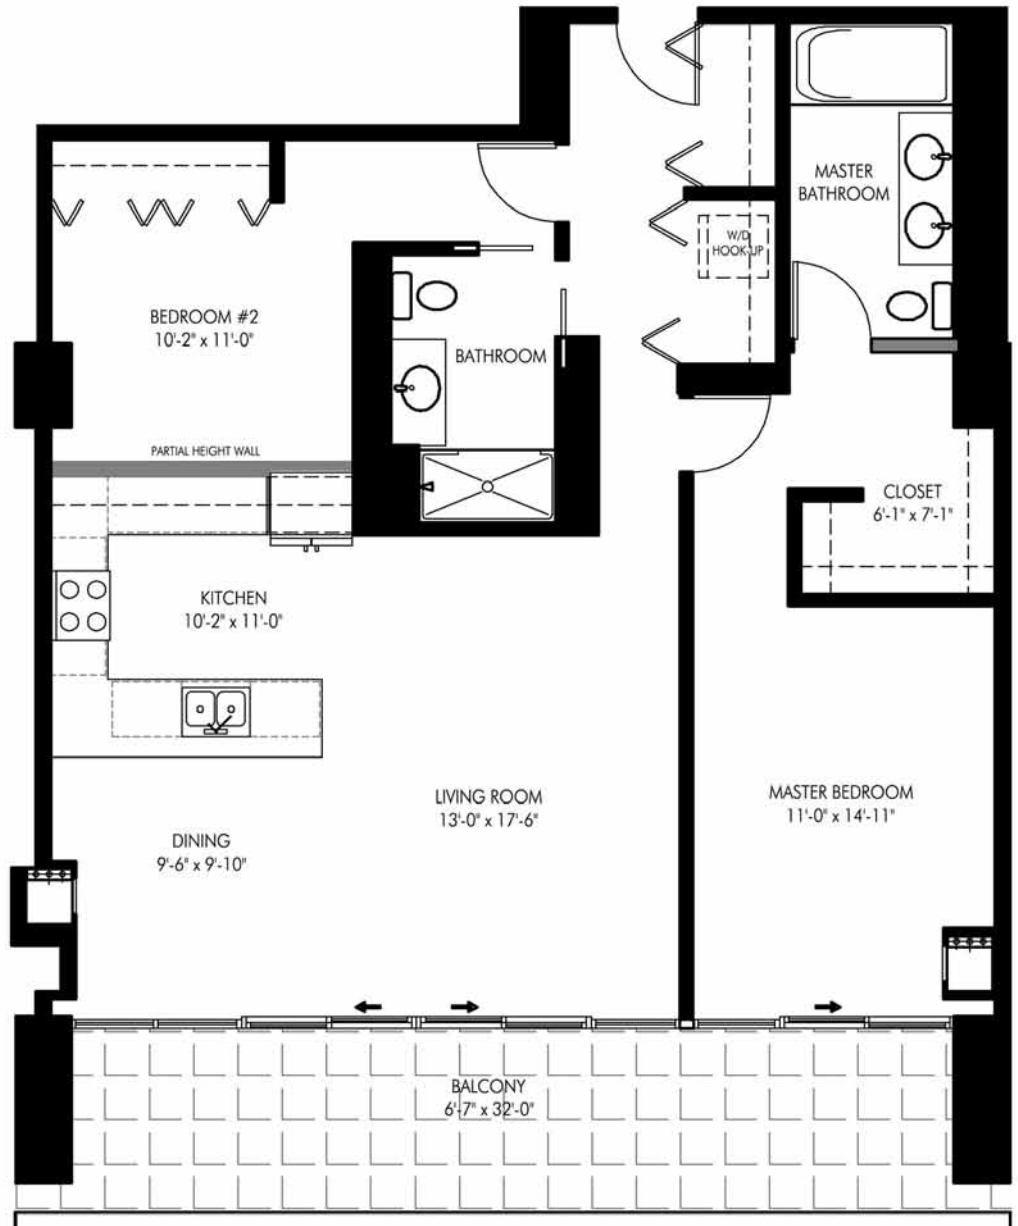 MASTER
BATHROOM
W/D
HOOK-UP
BEDROOM #2
10'-2" x 11'-0"
BATHROOM
PARTIAL HEIGHT WALL
CLOSET
6'-1" x 7'-1"
KITCHEN
10'-2" x 11'-0"
LIVING ROOM
13'-0" x 17'-6"
MASTER BEDROOM
11'-0" x 14'-11"
DINING
9'-6" x 9'-10"
BALCONY
6'-7" x 32'-0"